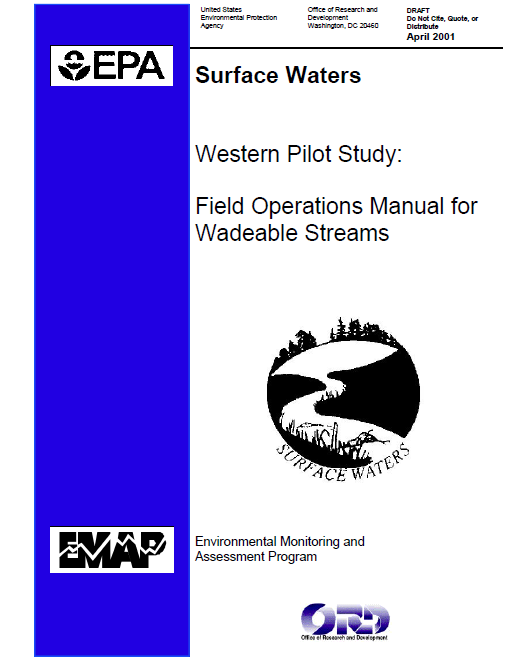 United States
Environmental Protection
Agency
Office of Research and
Development
Washington, DC 20460
DRAFT
Do Not Cite, Quote, or
Distribute
April 2001
EPA
Surface Waters
Western Pilot Study:
Field Operations Manual for
Wadeable Streams
SURFACE WATERS
EMAP
Environmental Monitoring and
Assessment Program
ORD
Office of Research and Development